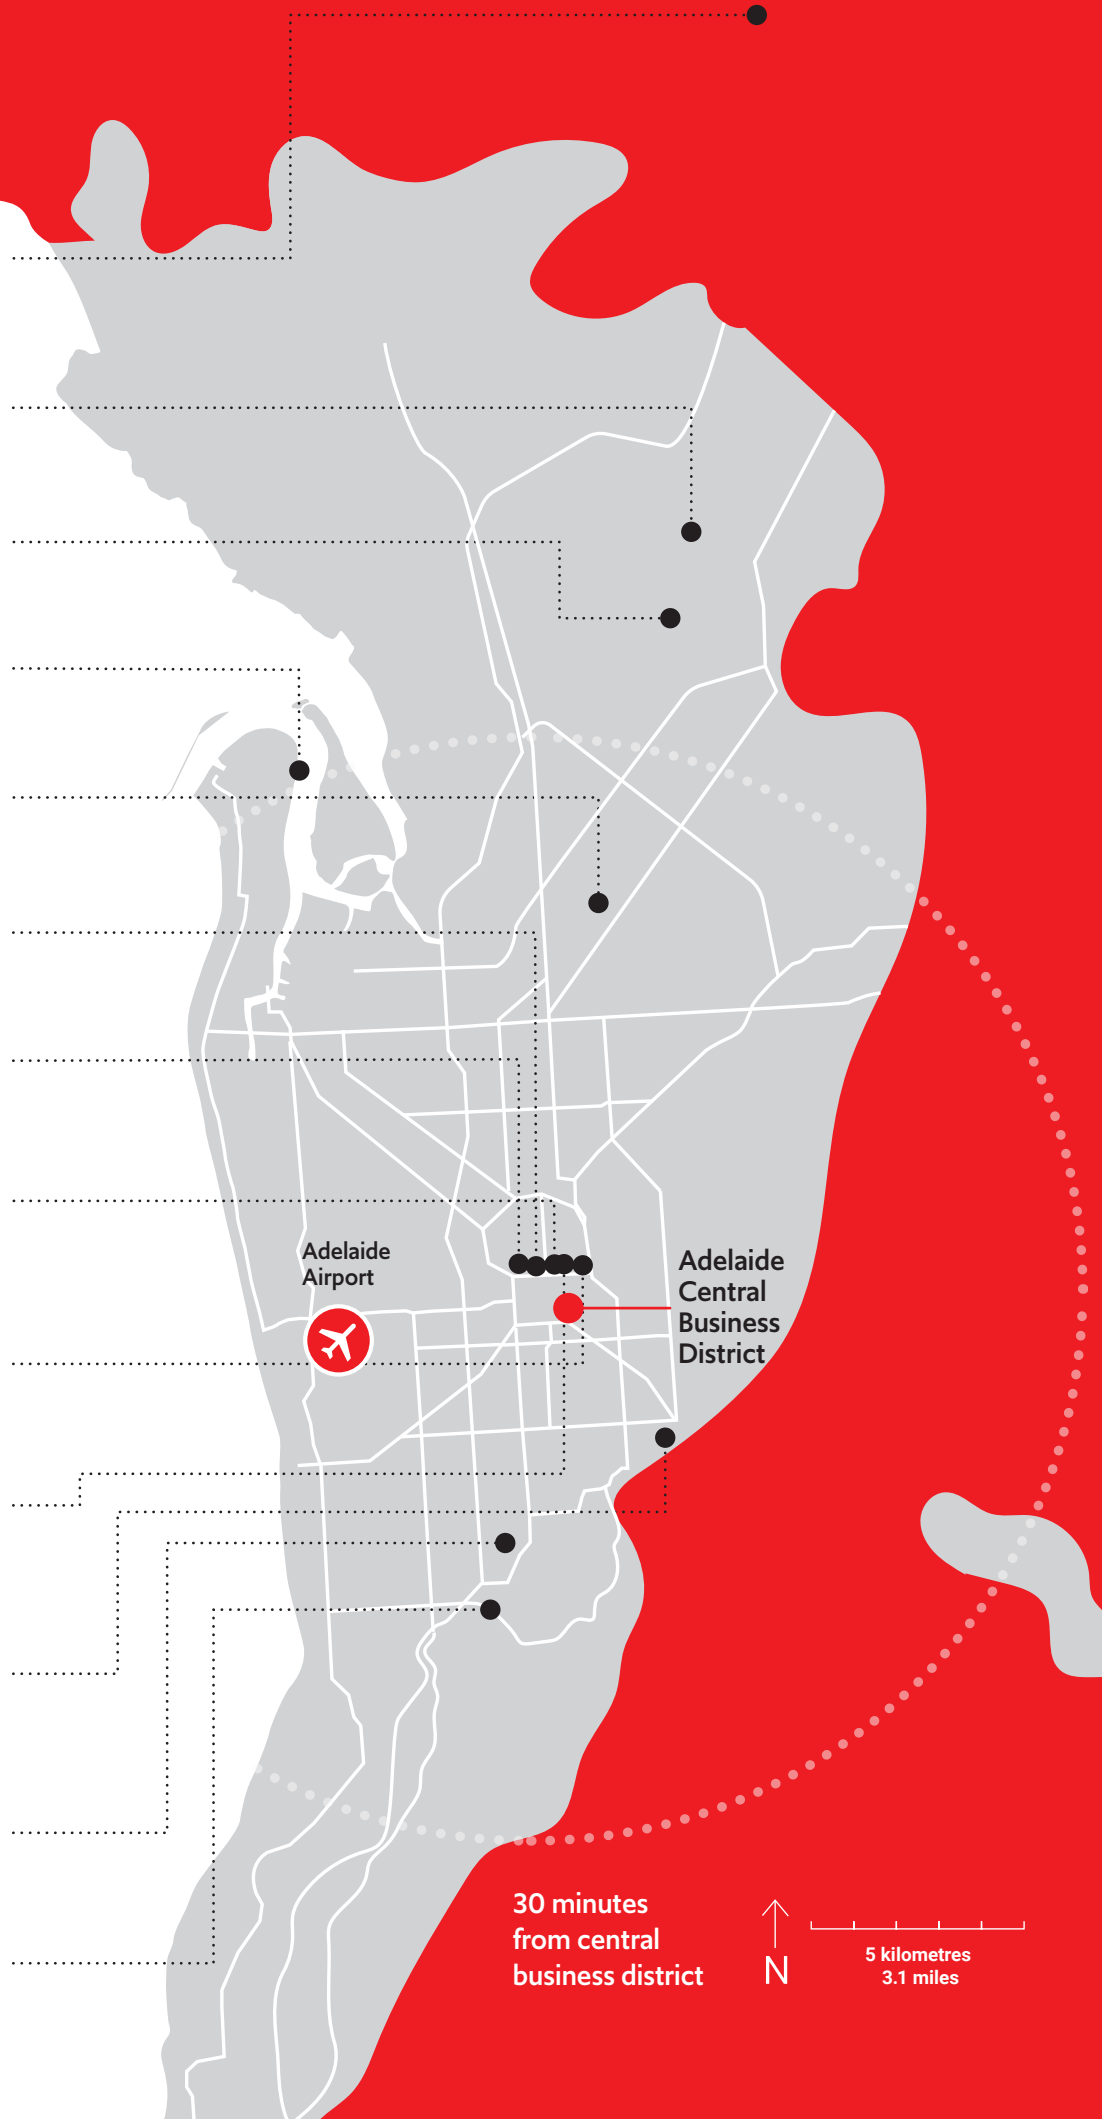 Adelaide
Airport
Adelaide
Central
Business
District
30 minutes
from central
business district
N
5 kilometres
3.1 miles